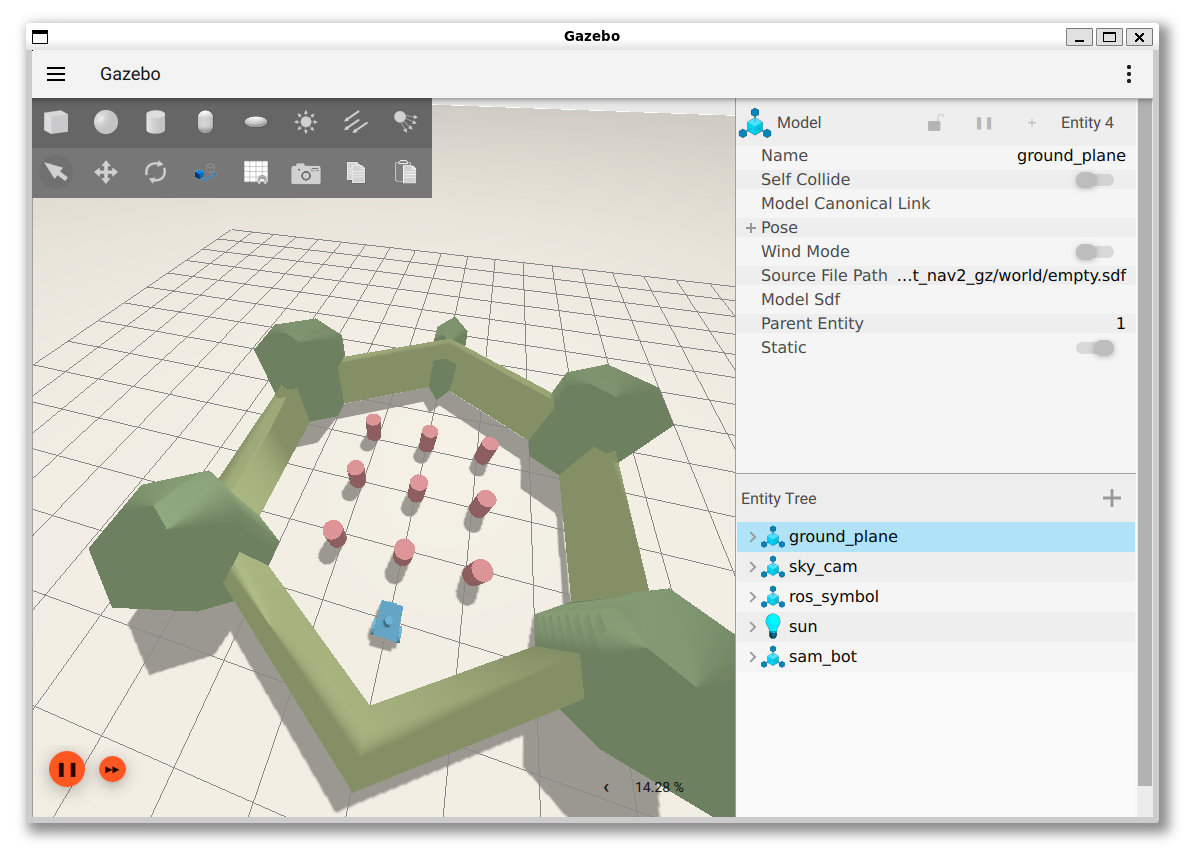 Gazebo
Gazebo
Model Entity 4
Name ground_plane
Self Collide
Model Canonical Link
Pose
Wind Mode
Source File Path ...t_nav2_gz/world/empty.sdf
Model Sdf
Parent Entity 1
Static
Entity Tree
ground_plane
sky_cam
ros_symbol
sun
sam_bot
14.28 %